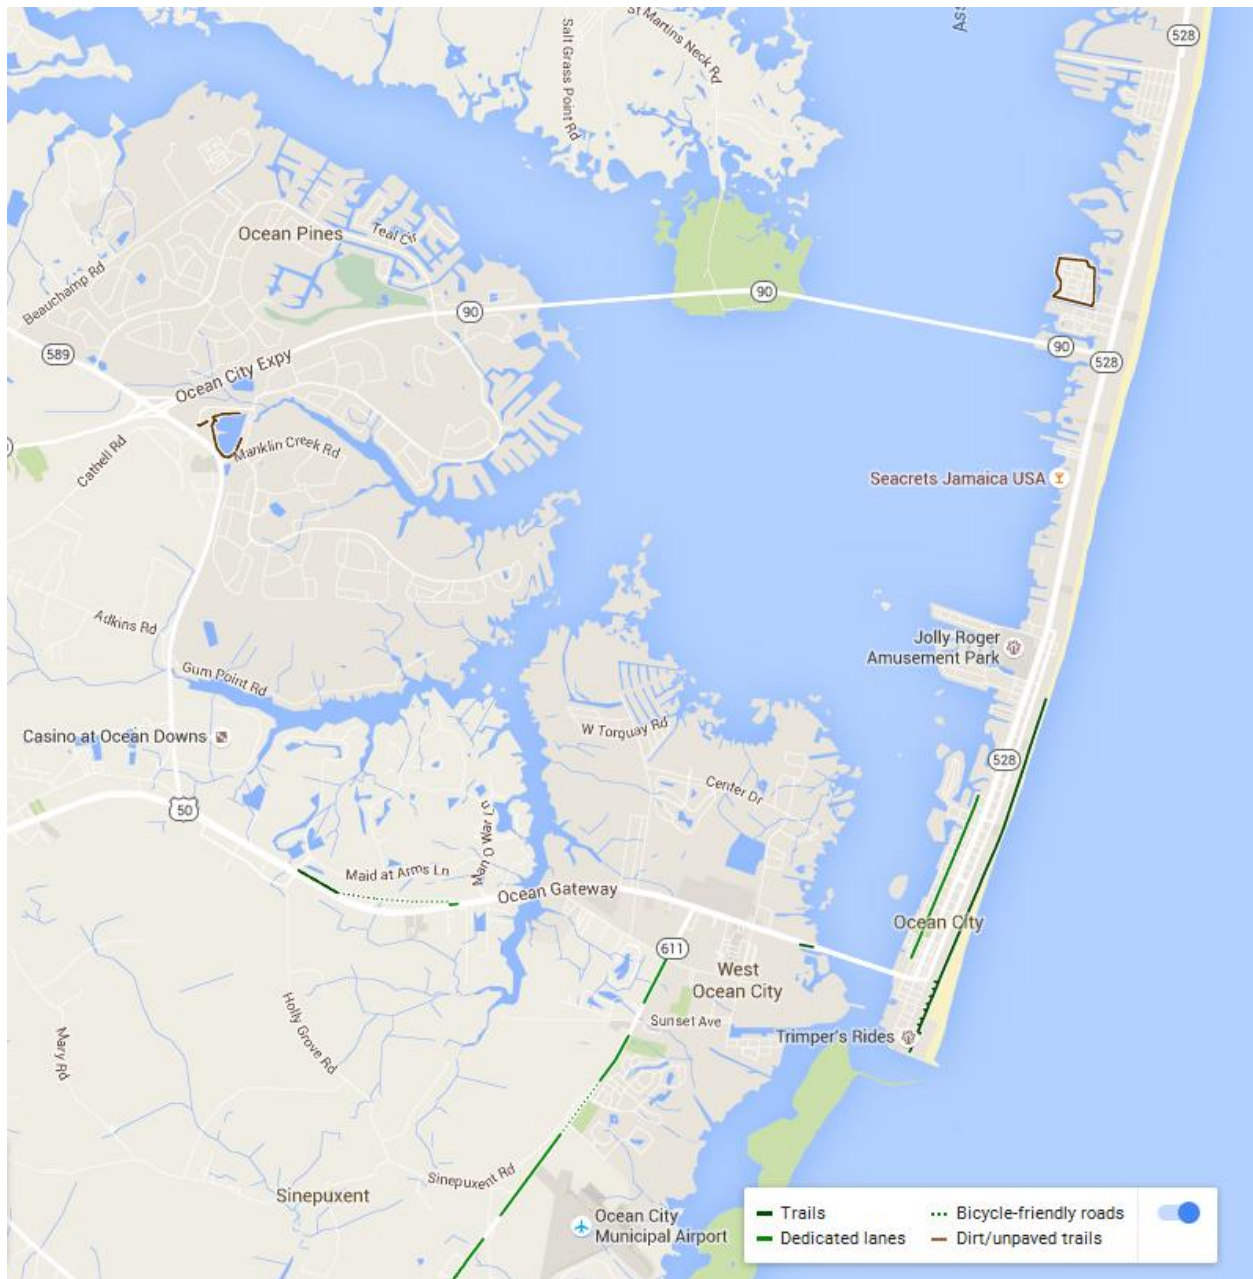 St Martins Neck Rd
Salt Grass Point Rd
528
Ocean Pines
Teal Cir
Beauchamp Rd
90
90
589
90
528
Ocean City Expy
Manklin Creek Rd
Cathell Rd
Seacrets Jamaica USA
Adkins Rd
Jolly Roger
Amusement Park
Gum Point Rd
W Torquay Rd
Casino at Ocean Downs
528
Center Dr
50
Man O War Ln
Maid at Arms Ln
Ocean Gateway
Ocean City
611
West
Ocean City
Holly Grove Rd
Sunset Ave
Mary Rd
Trimper's Rides
Sinepuxent Rd
Sinepuxent
Ocean City
Municipal Airport
Trails
Bicycle-friendly roads
Dedicated lanes
Dirt/unpaved trails